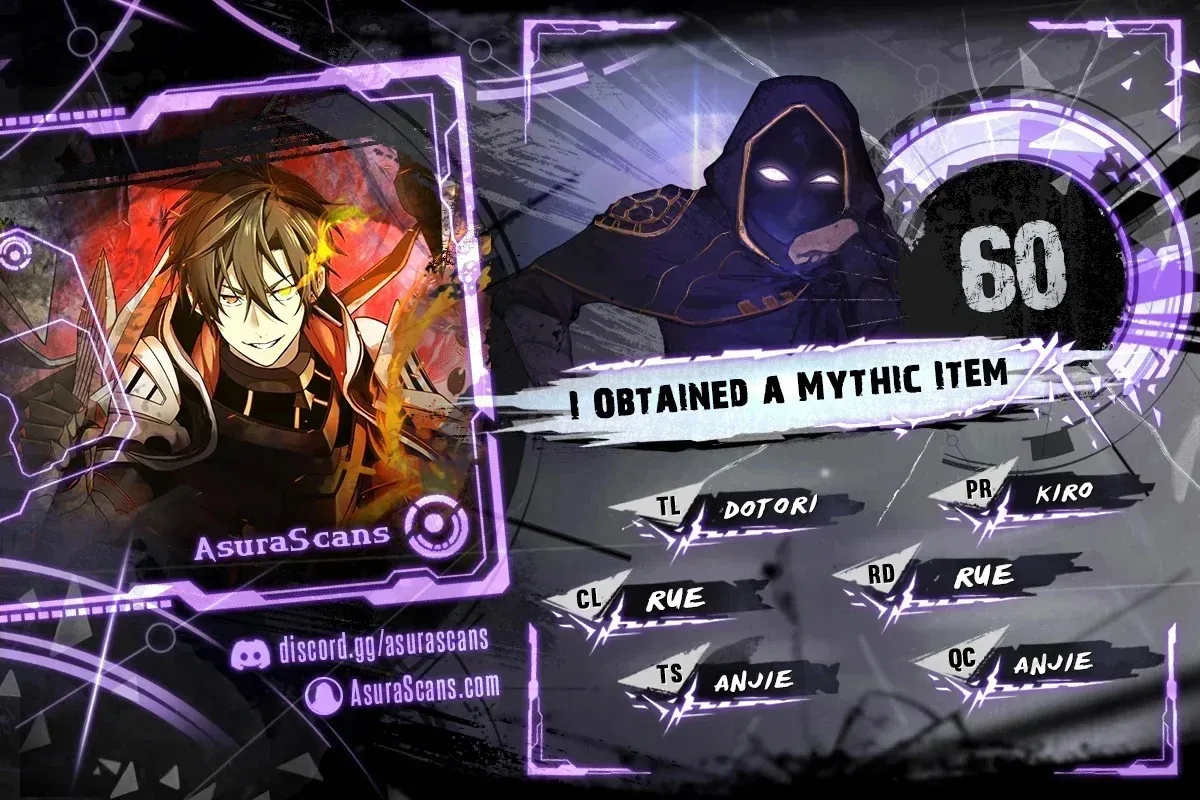 60
I OBTAINED A MYTHIC ITEM
TL DOTORI
PR KIRO
CL RUE
RD RUE
TS ANJIE
QC ANJIE
AsuraScans
discord.gg/asurascans
AsuraScans.com